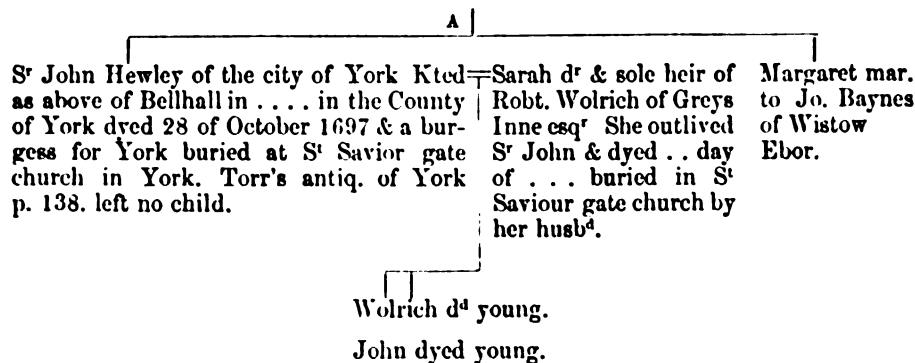 A
Sʳ John Hewley of the city of York Kted
as above of Bellhall in . . . . in the County
of York dyed 28 of October 1697 & a bur-
gess for York buried at Sᵗ Savior gate
church in York. Torr's antiq. of York
p. 138. left no child.
Sarah dʳ & sole heir of
Robt. Wolrich of Greys
Inne esqʳ She outlived
Sʳ John & dyed . . day
of . . . buried in Sᵗ
Saviour gate church by
her husbᵈ.
Margaret mar.
to Jo. Baynes
of Wistow
Ebor.
Wolrich dᵈ young.
John dyed young.